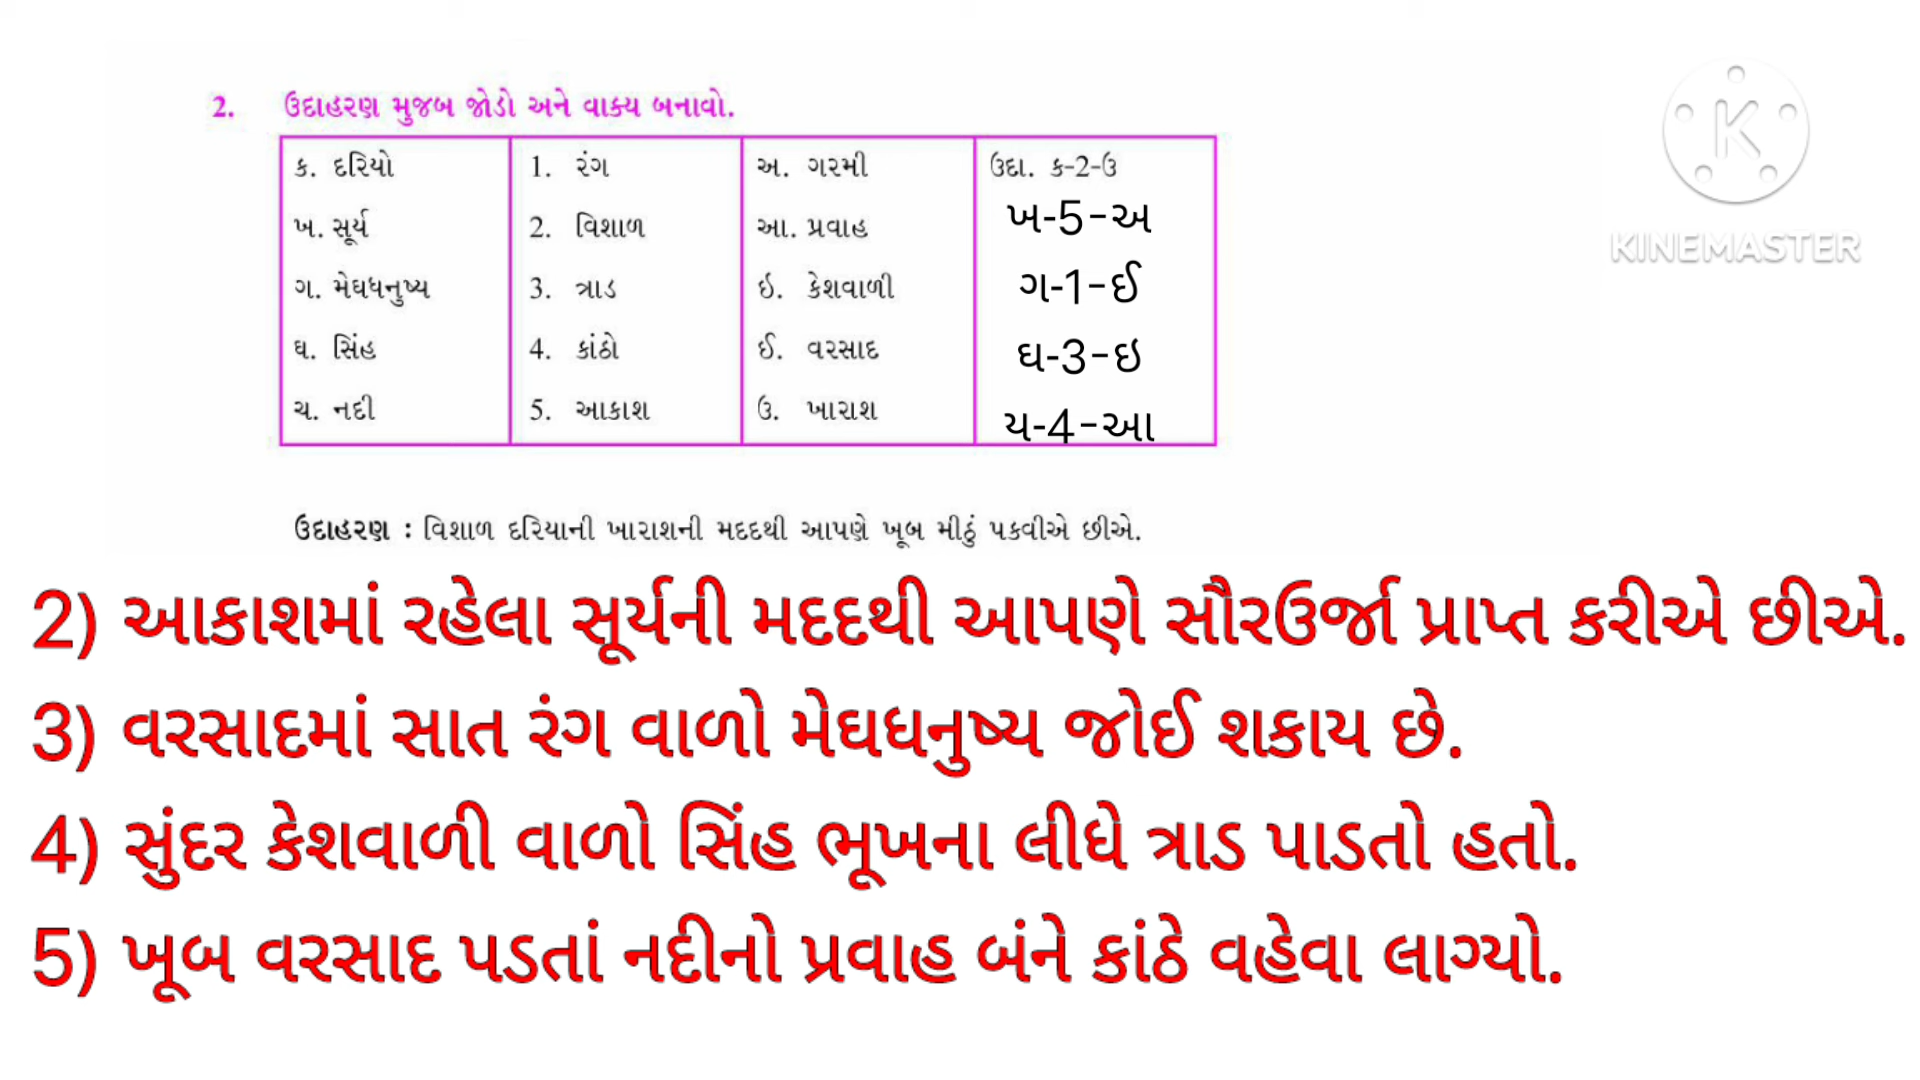 2. ઉદાહરણ મુજબ જોડો અને વાક્ય બનાવો.
ક. દરિયો 1. રંગ અ. ગરમી ઉદા. ક-2-ઉ
ખ. સૂર્ય 2. વિશાળ આ. પ્રવાહ ખ-5-અ
ગ. મેઘધનુષ્ય 3. ત્રાડ ઇ. કેશવાળી ગ-1-ઈ
ઘ. સિંહ 4. કાંઠો ઈ. વરસાદ ઘ-3-ઇ
ચ. નદી 5. આકાશ ઉ. ખારાશ ચ-4-આ
ઉદાહરણ : વિશાળ દરિયાની ખારાશની મદદથી આપણે ખૂબ મીઠું પકવીએ છીએ.
2) આકાશમાં રહેલા સૂર્યની મદદથી આપણે સૌરઉર્જા પ્રાપ્ત કરીએ છીએ.
3) વરસાદમાં સાત રંગ વાળો મેઘધનુષ્ય જોઈ શકાય છે.
4) સુંદર કેશવાળી વાળો સિંહ ભૂખના લીધે ત્રાડ પાડતો હતો.
5) ખૂબ વરસાદ પડતાં નદીનો પ્રવાહ બંને કાંઠે વહેવા લાગ્યો.
K
KINEMASTER